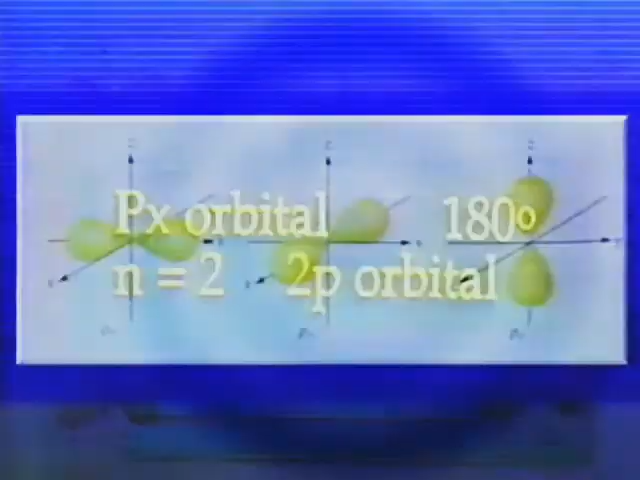 Px orbital
180°
n = 2
2p orbital